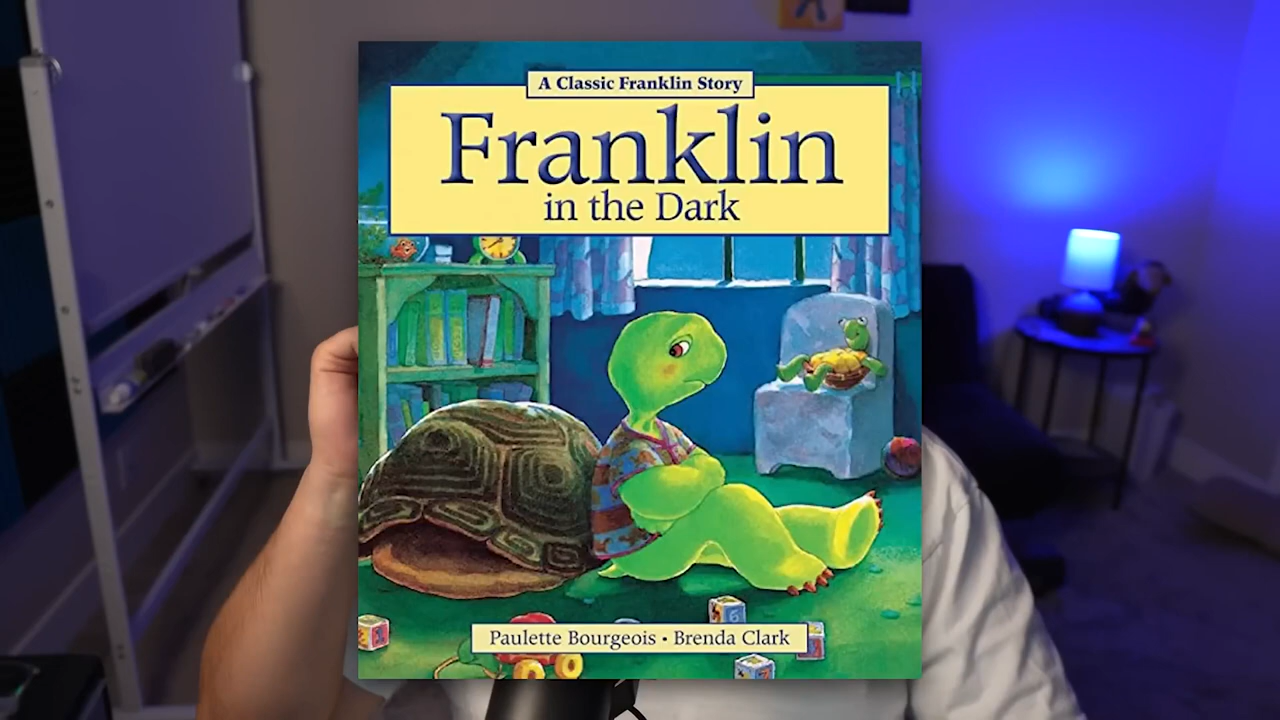 A Classic Franklin Story
Franklin
in the Dark
Paulette Bourgeois • Brenda Clark